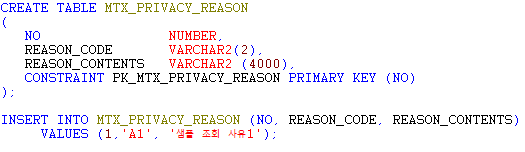 CREATE TABLE MTX_PRIVACY_REASON
(
NO NUMBER,
REASON_CODE VARCHAR2(2),
REASON_CONTENTS VARCHAR2 (4000),
CONSTRAINT PK_MTX_PRIVACY_REASON PRIMARY KEY (NO)
);
INSERT INTO MTX_PRIVACY_REASON (NO, REASON_CODE, REASON_CONTENTS)
VALUES (1,'A1', '샘플 조회 사유1');